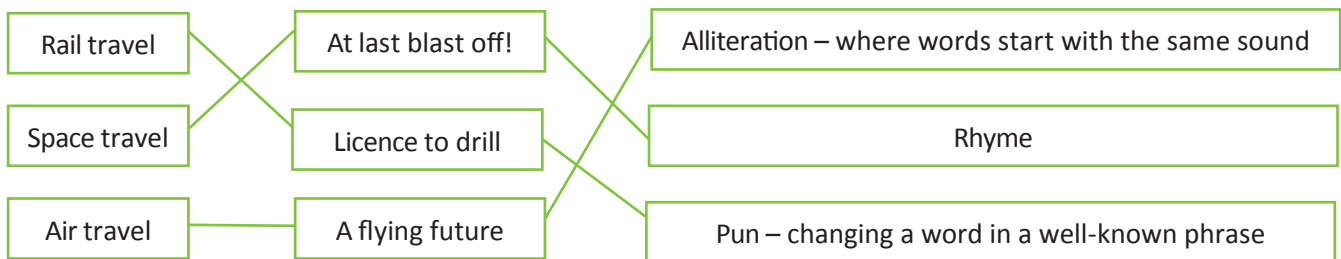 Rail travel
At last blast off!
Alliteration – where words start with the same sound
Space travel
Licence to drill
Rhyme
Air travel
A flying future
Pun – changing a word in a well-known phrase